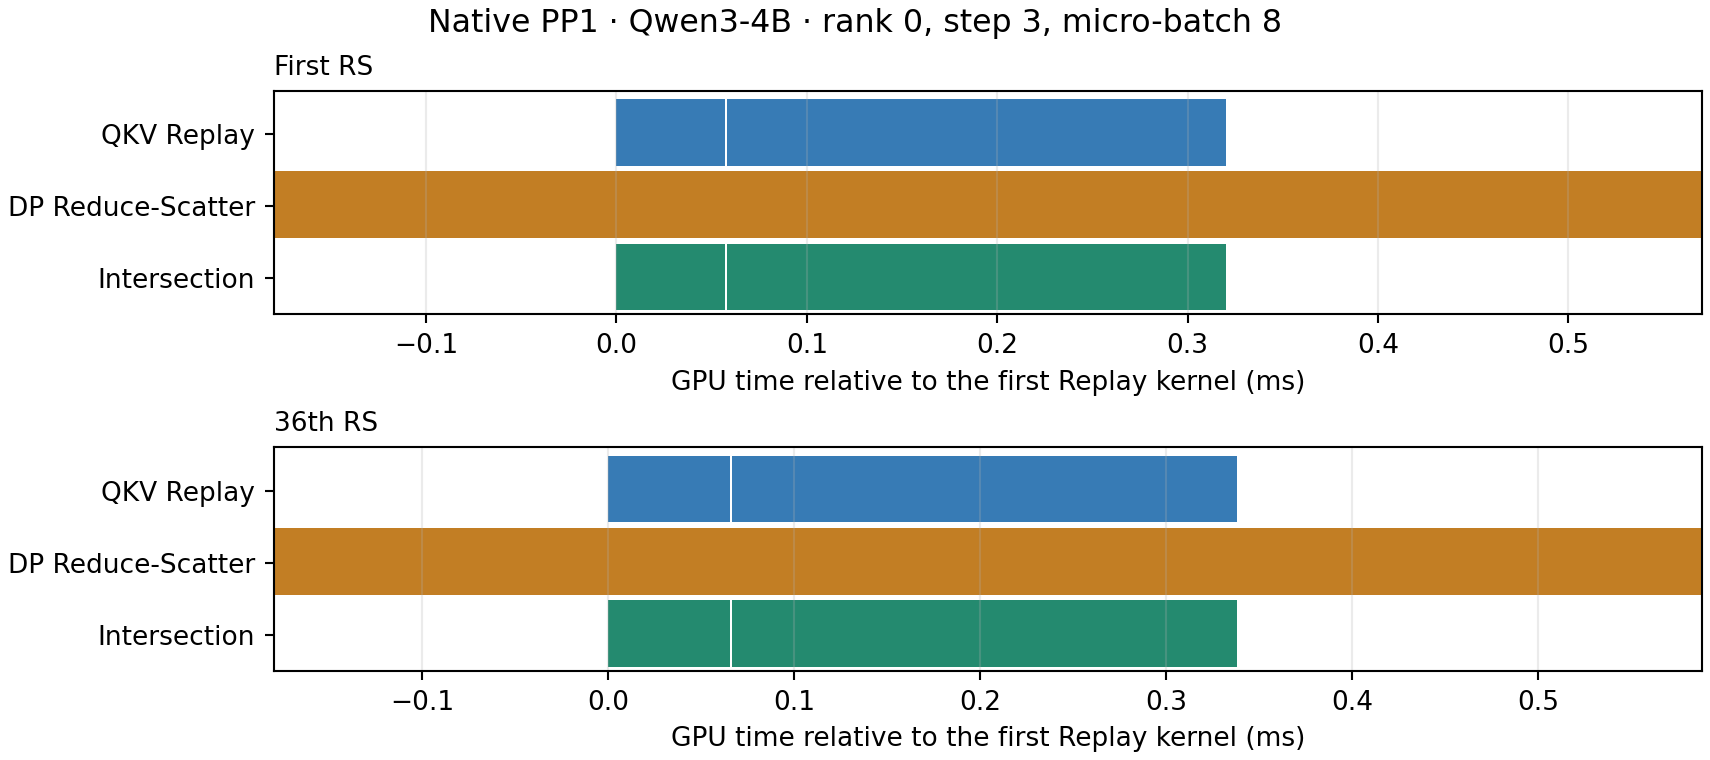 Native PP1 · Qwen3-4B · rank 0, step 3, micro-batch 8
First RS
QKV Replay
DP Reduce-Scatter
Intersection
−0.1 0.0 0.1 0.2 0.3 0.4 0.5
GPU time relative to the first Replay kernel (ms)
36th RS
QKV Replay
DP Reduce-Scatter
Intersection
−0.1 0.0 0.1 0.2 0.3 0.4 0.5
GPU time relative to the first Replay kernel (ms)